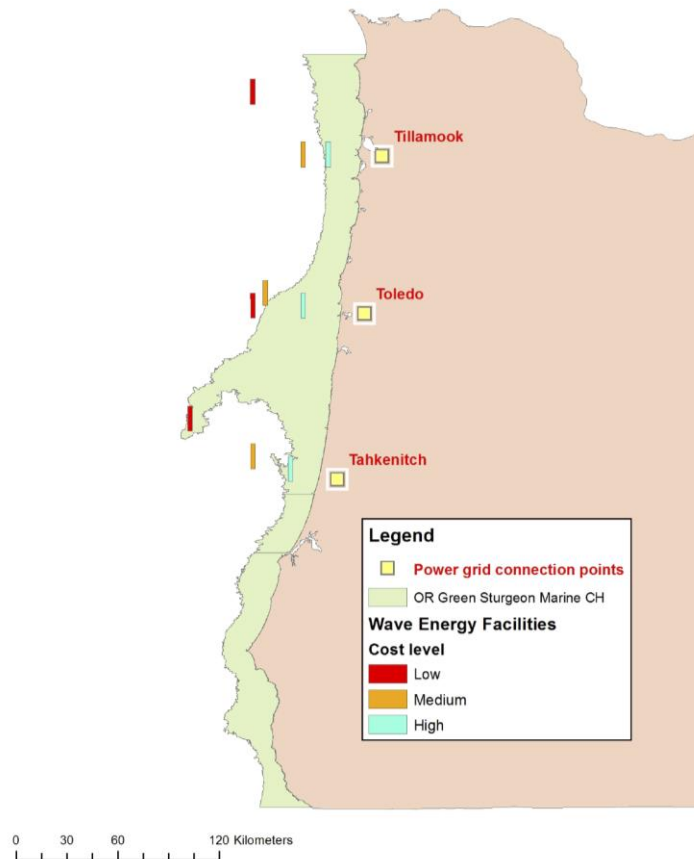 Tillamook
Toledo
Tahkenitch
Legend
Power grid connection points
OR Green Sturgeon Marine CH
Wave Energy Facilities
Cost level
Low
Medium
High
0 30 60 120 Kilometers